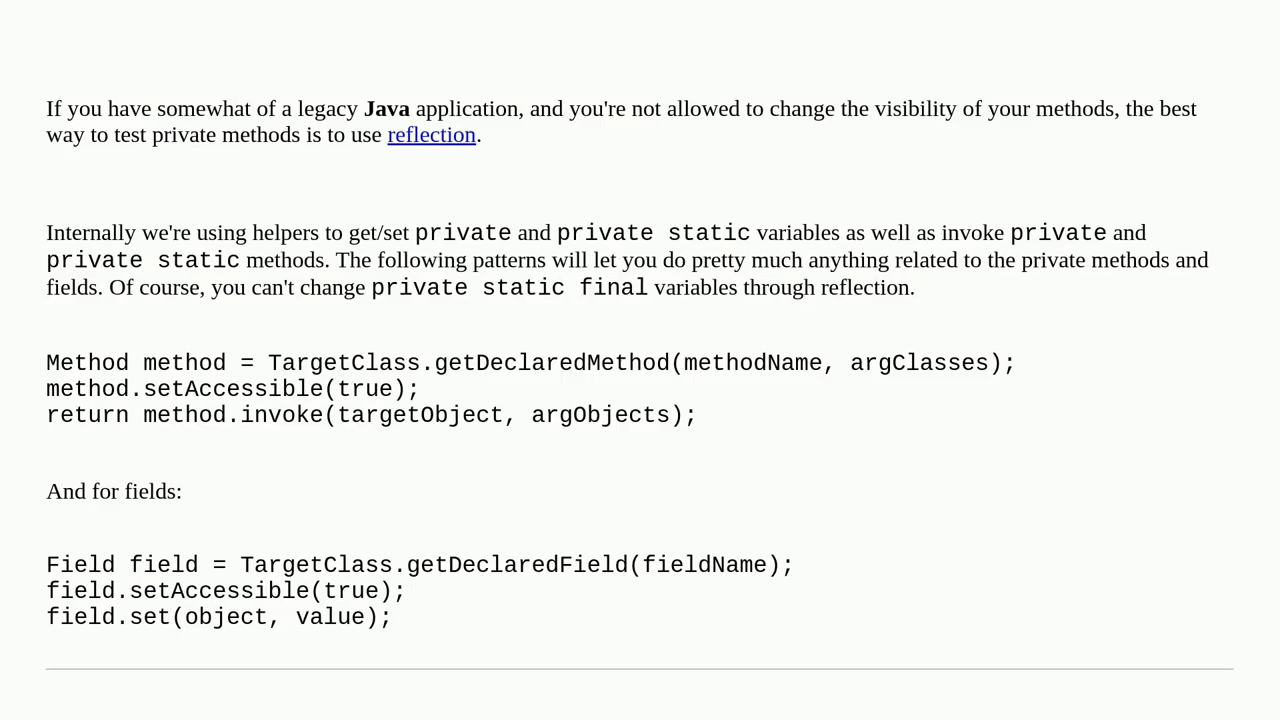 If you have somewhat of a legacy Java application, and you're not allowed to change the visibility of your methods, the best
way to test private methods is to use reflection.
Internally we're using helpers to get/set private and private static variables as well as invoke private and
private static methods. The following patterns will let you do pretty much anything related to the private methods and
fields. Of course, you can't change private static final variables through reflection.
Method method = TargetClass.getDeclaredMethod(methodName, argClasses);
method.setAccessible(true);
return method.invoke(targetObject, argObjects);
And for fields:
Field field = TargetClass.getDeclaredField(fieldName);
field.setAccessible(true);
field.set(object, value);